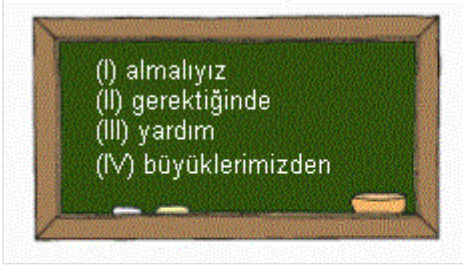 (I) almalıyız
(II) gerektiğinde
(III) yardım
(IV) büyüklerimizden